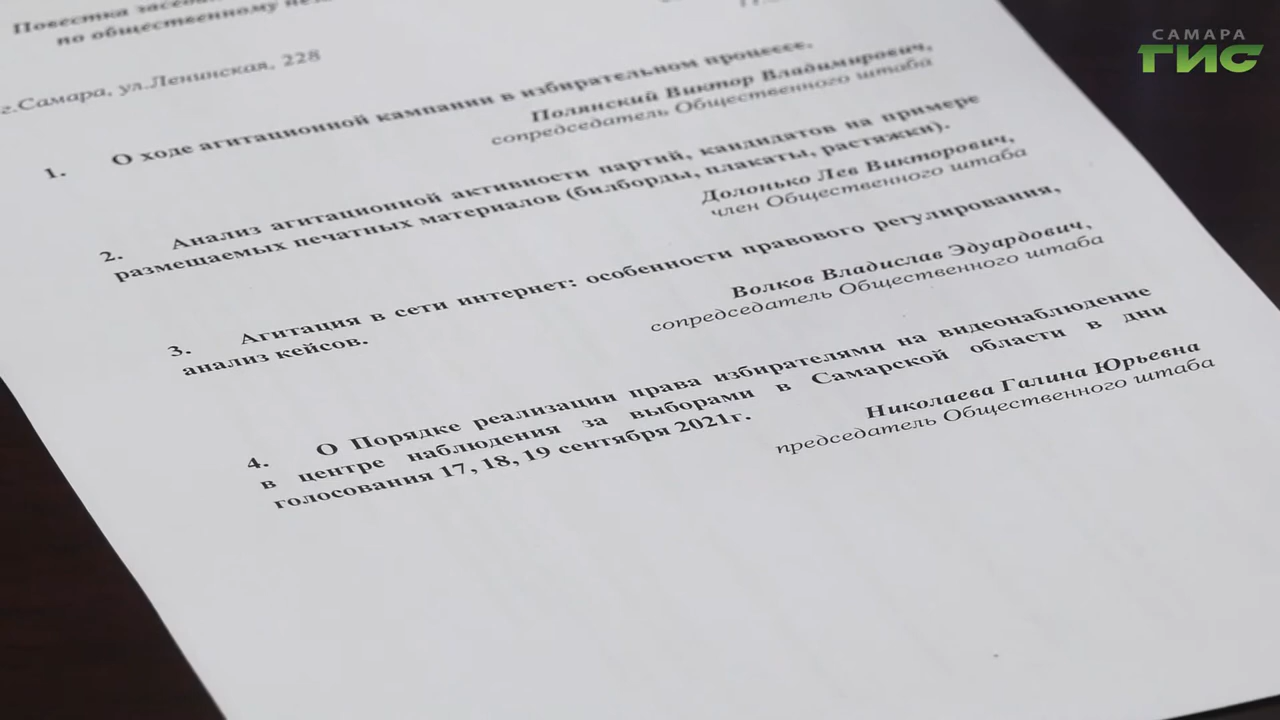 Повестка
по общественному
г.Самара, ул.Ленинская, 228
1. О ходе агитационной кампании в избирательном процессе.
Полянский Виктор Владимирович,
сопредседатель Общественного штаба
2. Анализ агитационной активности партий, кандидатов на примере
размещаемых печатных материалов (билборды, плакаты, растяжки).
Долонько Лев Викторович,
член Общественного штаба
3. Агитация в сети интернет: особенности правового регулирования,
анализ кейсов.
Волков Владислав Эдуардович,
сопредседатель Общественного штаба
4. О Порядке реализации права избирателями на видеонаблюдение
в центре наблюдения за выборами в Самарской области в дни
голосования 17, 18, 19 сентября 2021г.
Николаева Галина Юрьевна
председатель Общественного штаба
САМАРА
ГИС